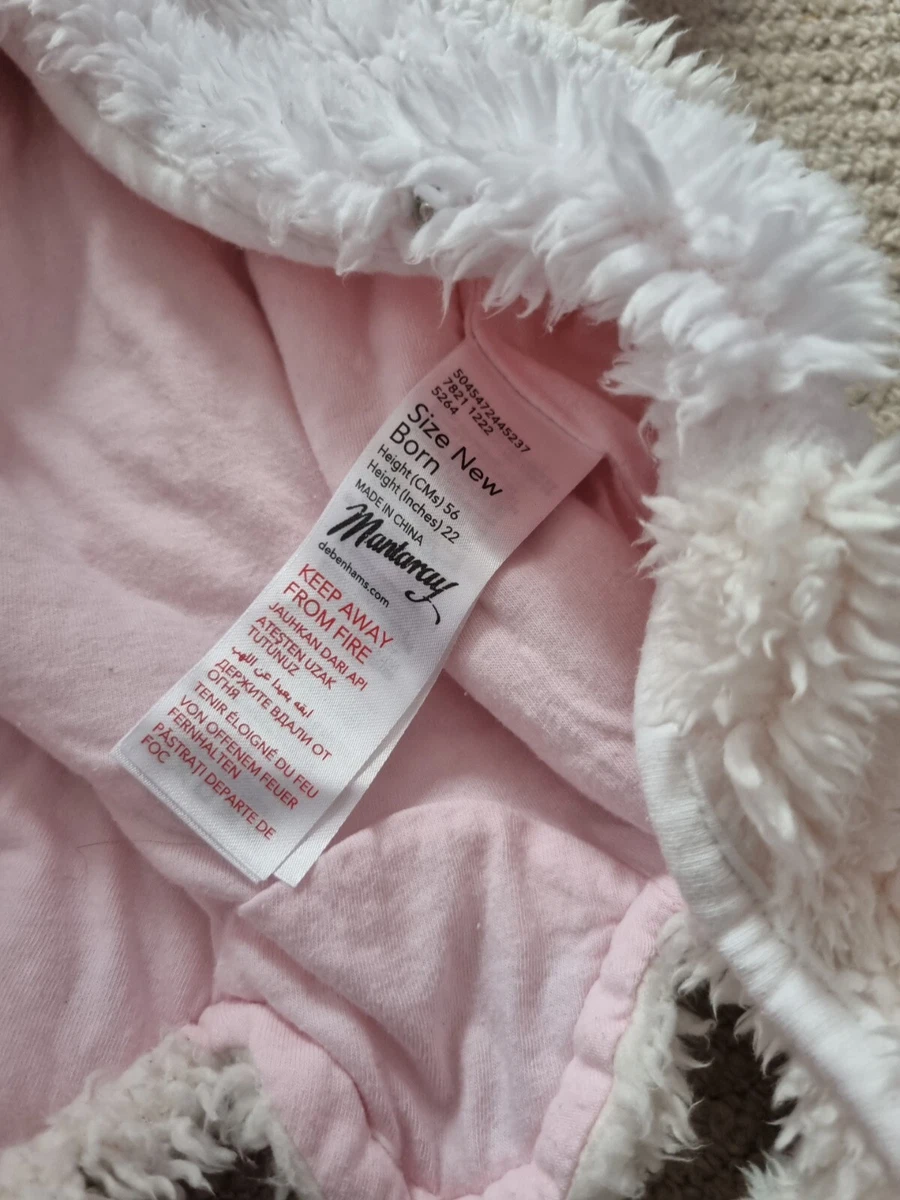 5045472445237
7821 1222
5264
Size New
Born
Height (CMs) 56
Height (Inches) 22
MADE IN CHINA
Mantaray
debenhams.com
KEEP AWAY
FROM FIRE
JAUHKAN DARI API
ATEŞTEN UZAK
TUTUNUZ
ابقه بعيدا عن اللهب
ДЕРЖИТЕ ВДАЛИ ОТ
ОГНЯ
TENIR ÉLOIGNÉ DU FEU
VON OFFENEM FEUER
FERNHALTEN
PĂSTRAȚI DEPARTE DE
FOC